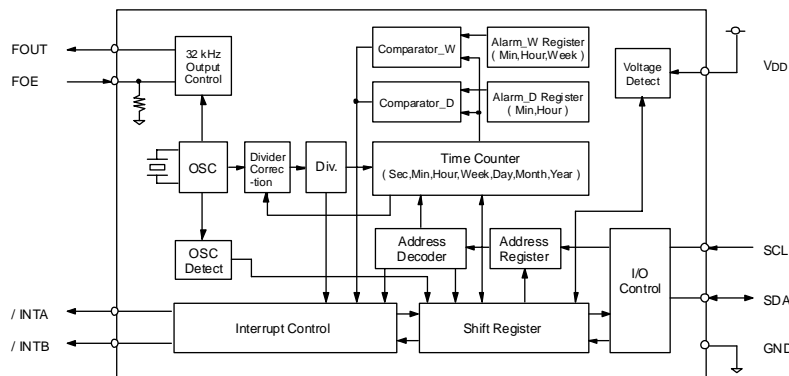 FOUT
FOE
32 kHz
Output
Control
Comparator_W
Alarm_W Register
( Min,Hour,Week )
Comparator_D
Alarm_D Register
( Min,Hour )
Voltage
Detect
VDD
OSC
Divider
Correc
-tion
Div.
Time Counter
( Sec,Min,Hour,Week,Day,Month,Year )
OSC
Detect
Address
Decoder
Address
Register
I/O
Control
SCL
SDA
GND
/ INTA
/ INTB
Interrupt Control
Shift Register